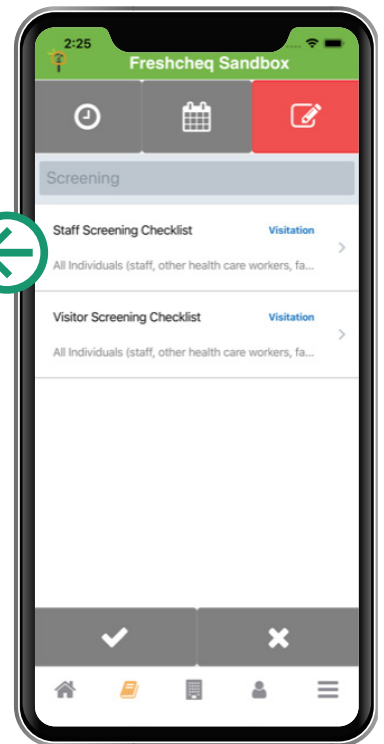 2:25
Freshcheq Sandbox
Screening
Staff Screening Checklist Visitation
All Individuals (staff, other health care workers, fa...
Visitor Screening Checklist Visitation
All Individuals (staff, other health care workers, fa...